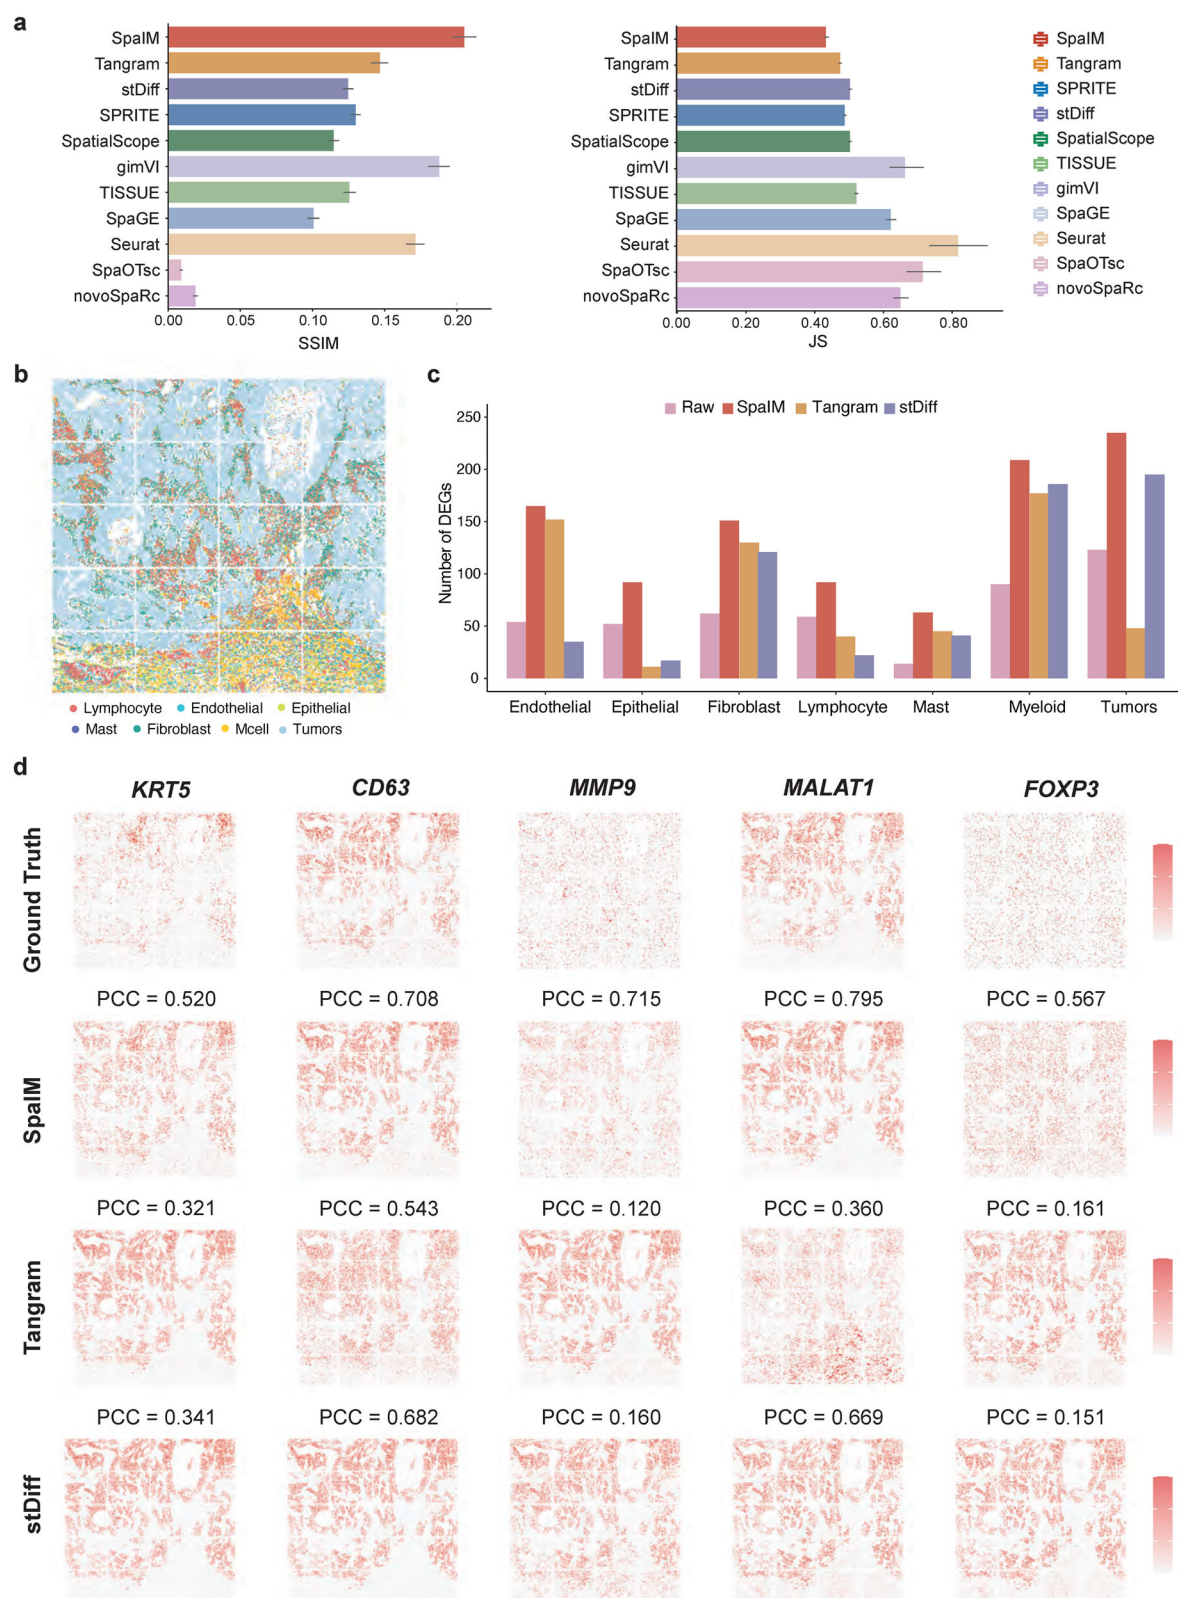 a
SpaIM
Tangram
stDiff
SPRITE
SpatialScope
gimVI
TISSUE
SpaGE
Seurat
SpaOTsc
novoSpaRc
0.00 0.05 0.10 0.15 0.20
SSIM
SpaIM
Tangram
stDiff
SPRITE
SpatialScope
gimVI
TISSUE
SpaGE
Seurat
SpaOTsc
novoSpaRc
0.00 0.20 0.40 0.60 0.80
JS
SpaIM
Tangram
SPRITE
stDiff
SpatialScope
TISSUE
gimVI
SpaGE
Seurat
SpaOTsc
novoSpaRc
b
Lymphocyte Endothelial Epithelial
Mast Fibroblast Mcell Tumors
c
Raw SpaIM Tangram stDiff
Number of DEGs
250
200
150
100
50
0
Endothelial Epithelial Fibroblast Lymphocyte Mast Myeloid Tumors
d
KRT5 CD63 MMP9 MALAT1 FOXP3
Ground Truth
PCC = 0.520 PCC = 0.708 PCC = 0.715 PCC = 0.795 PCC = 0.567
SpaIM
PCC = 0.321 PCC = 0.543 PCC = 0.120 PCC = 0.360 PCC = 0.161
Tangram
PCC = 0.341 PCC = 0.682 PCC = 0.160 PCC = 0.669 PCC = 0.151
stDiff